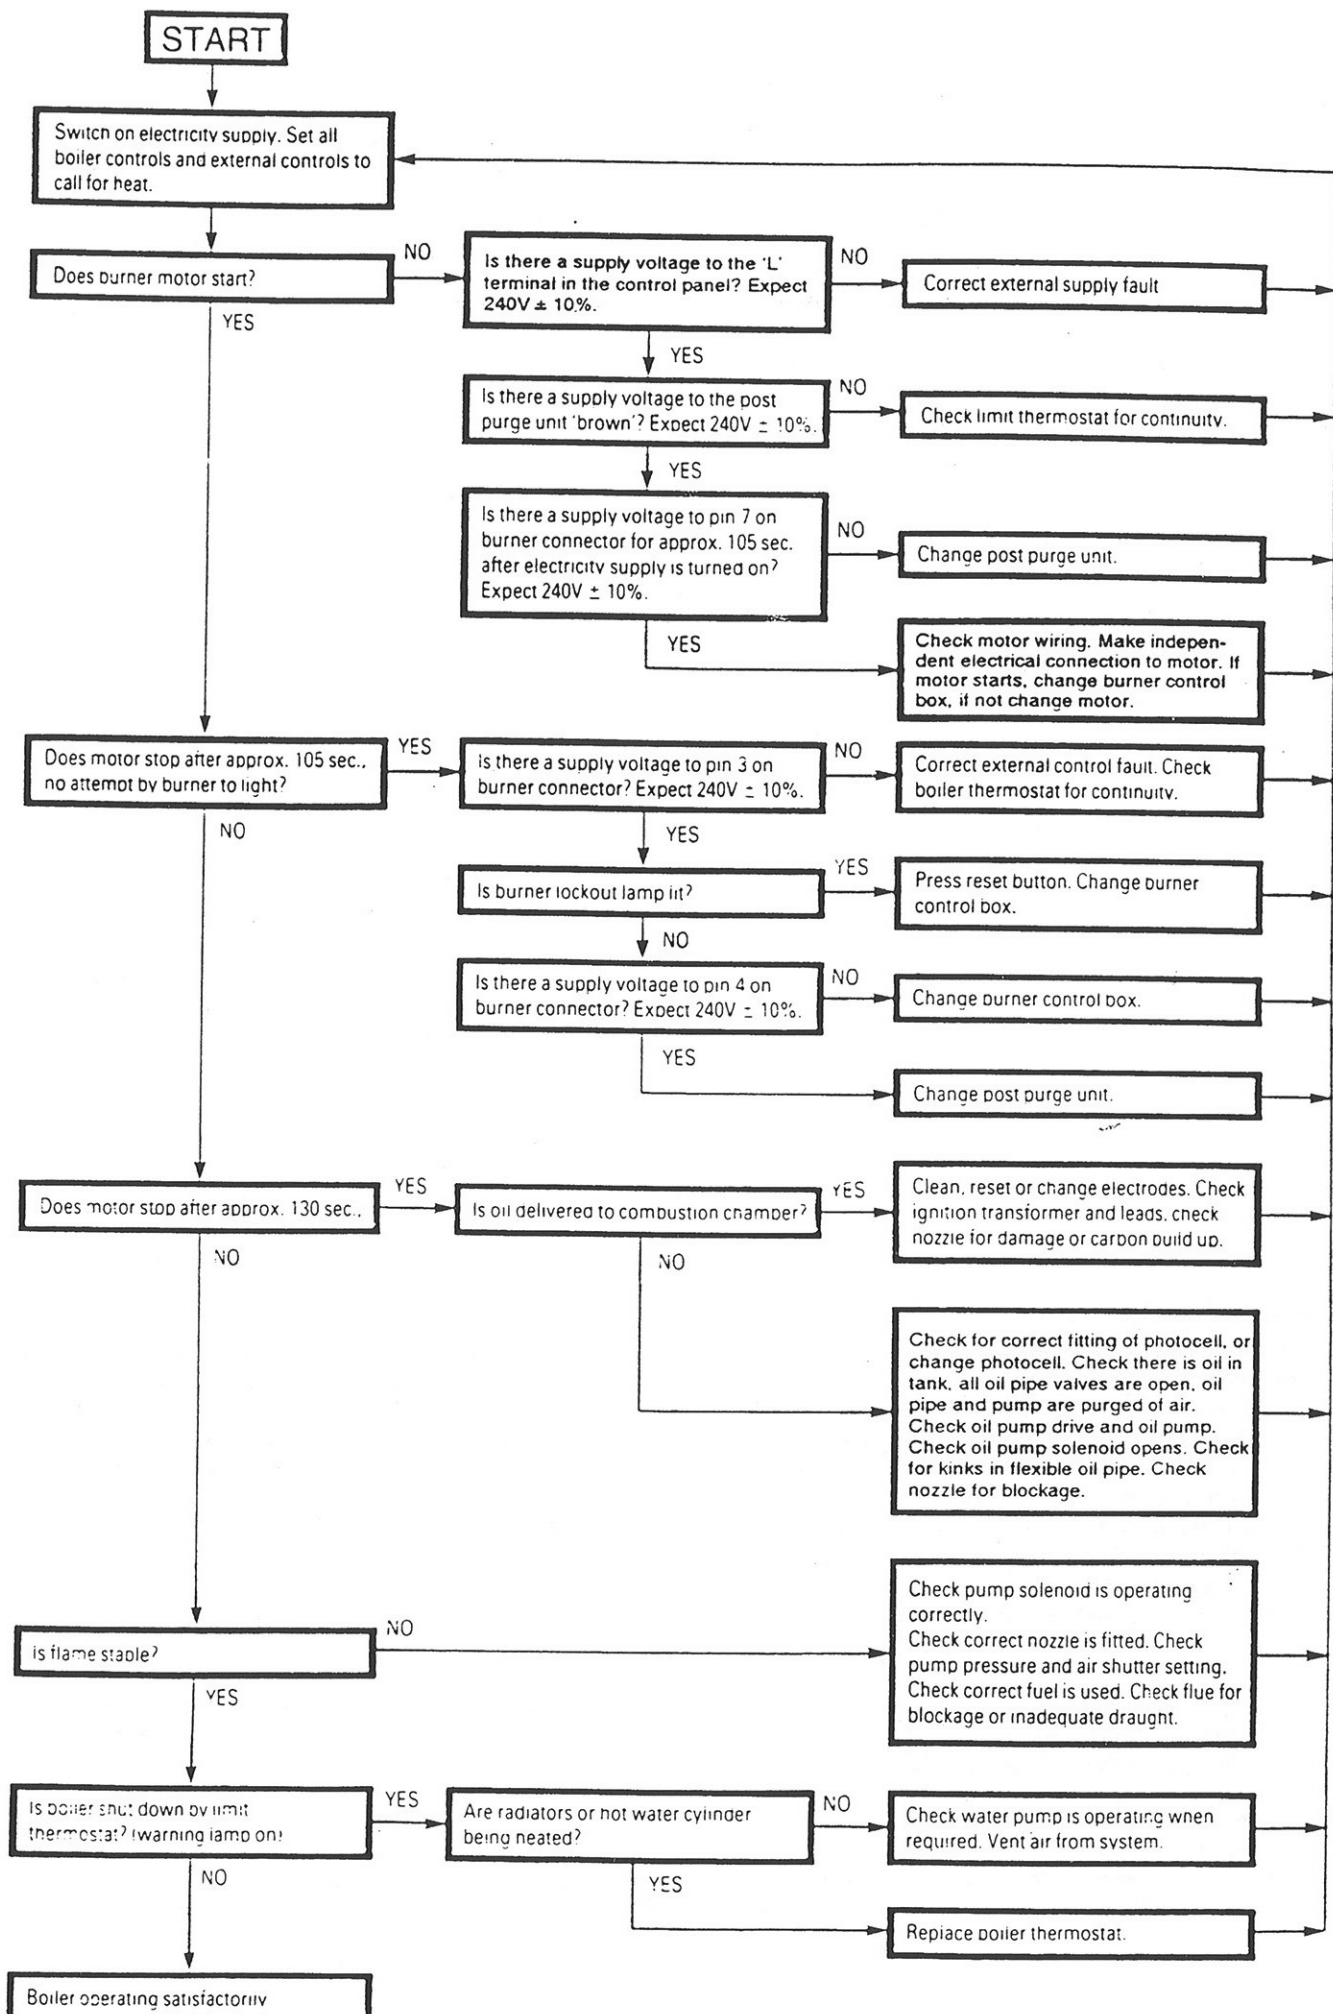 START
Switch on electricity supply. Set all
boiler controls and external controls to
call for heat.
Does burner motor start?
NO
Is there a supply voltage to the 'L'
terminal in the control panel? Expect
240V ± 10%.
NO
Correct external supply fault
YES
YES
Is there a supply voltage to the post
purge unit 'brown'? Expect 240V ± 10%.
NO
Check limit thermostat for continuity.
YES
Is there a supply voltage to pin 7 on
burner connector for approx. 105 sec.
after electricity supply is turned on?
Expect 240V ± 10%.
NO
Change post purge unit.
YES
Check motor wiring. Make indepen-
dent electrical connection to motor. If
motor starts, change burner control
box, if not change motor.
Does motor stop after approx. 105 sec.,
no attempt by burner to light?
YES
Is there a supply voltage to pin 3 on
burner connector? Expect 240V ± 10%.
NO
Correct external control fault. Check
boiler thermostat for continuity.
NO
YES
Is burner lockout lamp lit?
YES
Press reset button. Change burner
control box.
NO
Is there a supply voltage to pin 4 on
burner connector? Expect 240V ± 10%.
NO
Change burner control box.
YES
Change post purge unit.
Does motor stop after approx. 130 sec.,
YES
Is oil delivered to combustion chamber?
YES
Clean, reset or change electrodes. Check
ignition transformer and leads, check
nozzle for damage or carbon build up.
NO
NO
Check for correct fitting of photocell, or
change photocell. Check there is oil in
tank, all oil pipe valves are open, oil
pipe and pump are purged of air.
Check oil pump drive and oil pump.
Check oil pump solenoid opens. Check
for kinks in flexible oil pipe. Check
nozzle for blockage.
Is flame stable?
NO
Check pump solenoid is operating
correctly.
Check correct nozzle is fitted. Check
pump pressure and air shutter setting.
Check correct fuel is used. Check flue for
blockage or inadequate draught.
YES
Is boiler shut down by limit
thermostat? (warning lamp on)
YES
Are radiators or hot water cylinder
being heated?
NO
Check water pump is operating when
required. Vent air from system.
NO
YES
Replace boiler thermostat.
Boiler operating satisfactorily